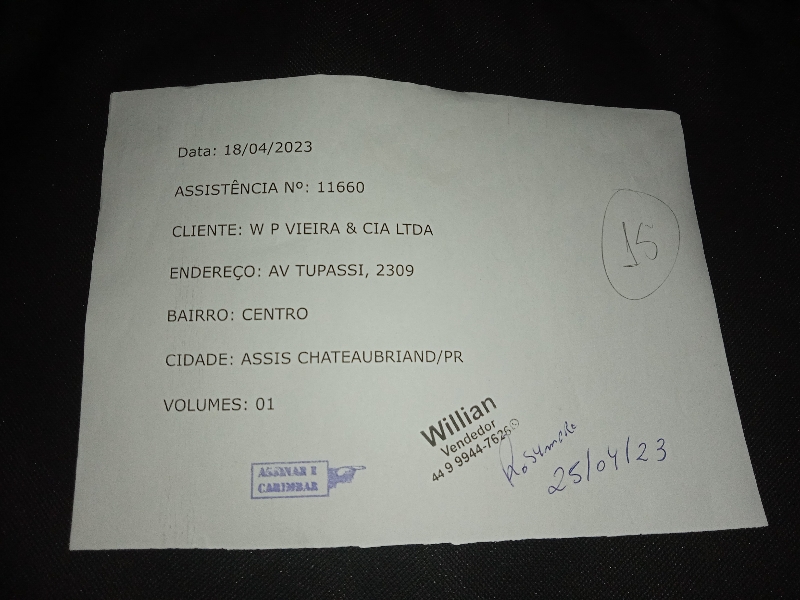 Data: 18/04/2023
ASSISTÊNCIA Nº: 11660
CLIENTE: W P VIEIRA & CIA LTDA
15
ENDEREÇO: AV TUPASSI, 2309
BAIRRO: CENTRO
CIDADE: ASSIS CHATEAUBRIAND/PR
VOLUMES: 01
Willian
Vendedor
44 9 9944-7626
ASSINAR E
CARIMBAR
25/04/23